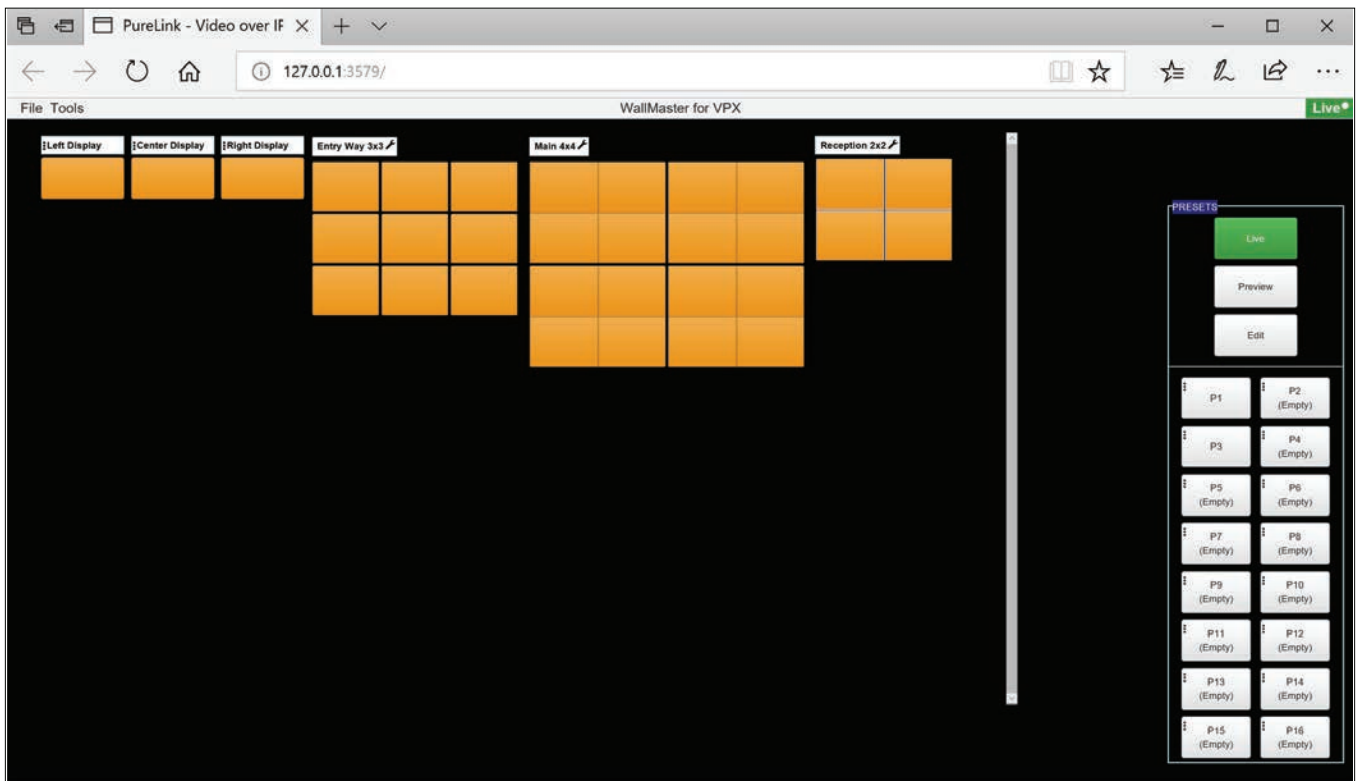 PureLink - Video over IF
127.0.0.1:3579/
File Tools
WallMaster for VPX
Live
Left Display
Center Display
Right Display
Entry Way 3x3
Main 4x4
Reception 2x2
PRESETS
Live
Preview
Edit
P1
P2
(Empty)
P3
P4
(Empty)
P5
(Empty)
P6
(Empty)
P7
(Empty)
P8
(Empty)
P9
(Empty)
P10
(Empty)
P11
(Empty)
P12
(Empty)
P13
(Empty)
P14
(Empty)
P15
(Empty)
P16
(Empty)